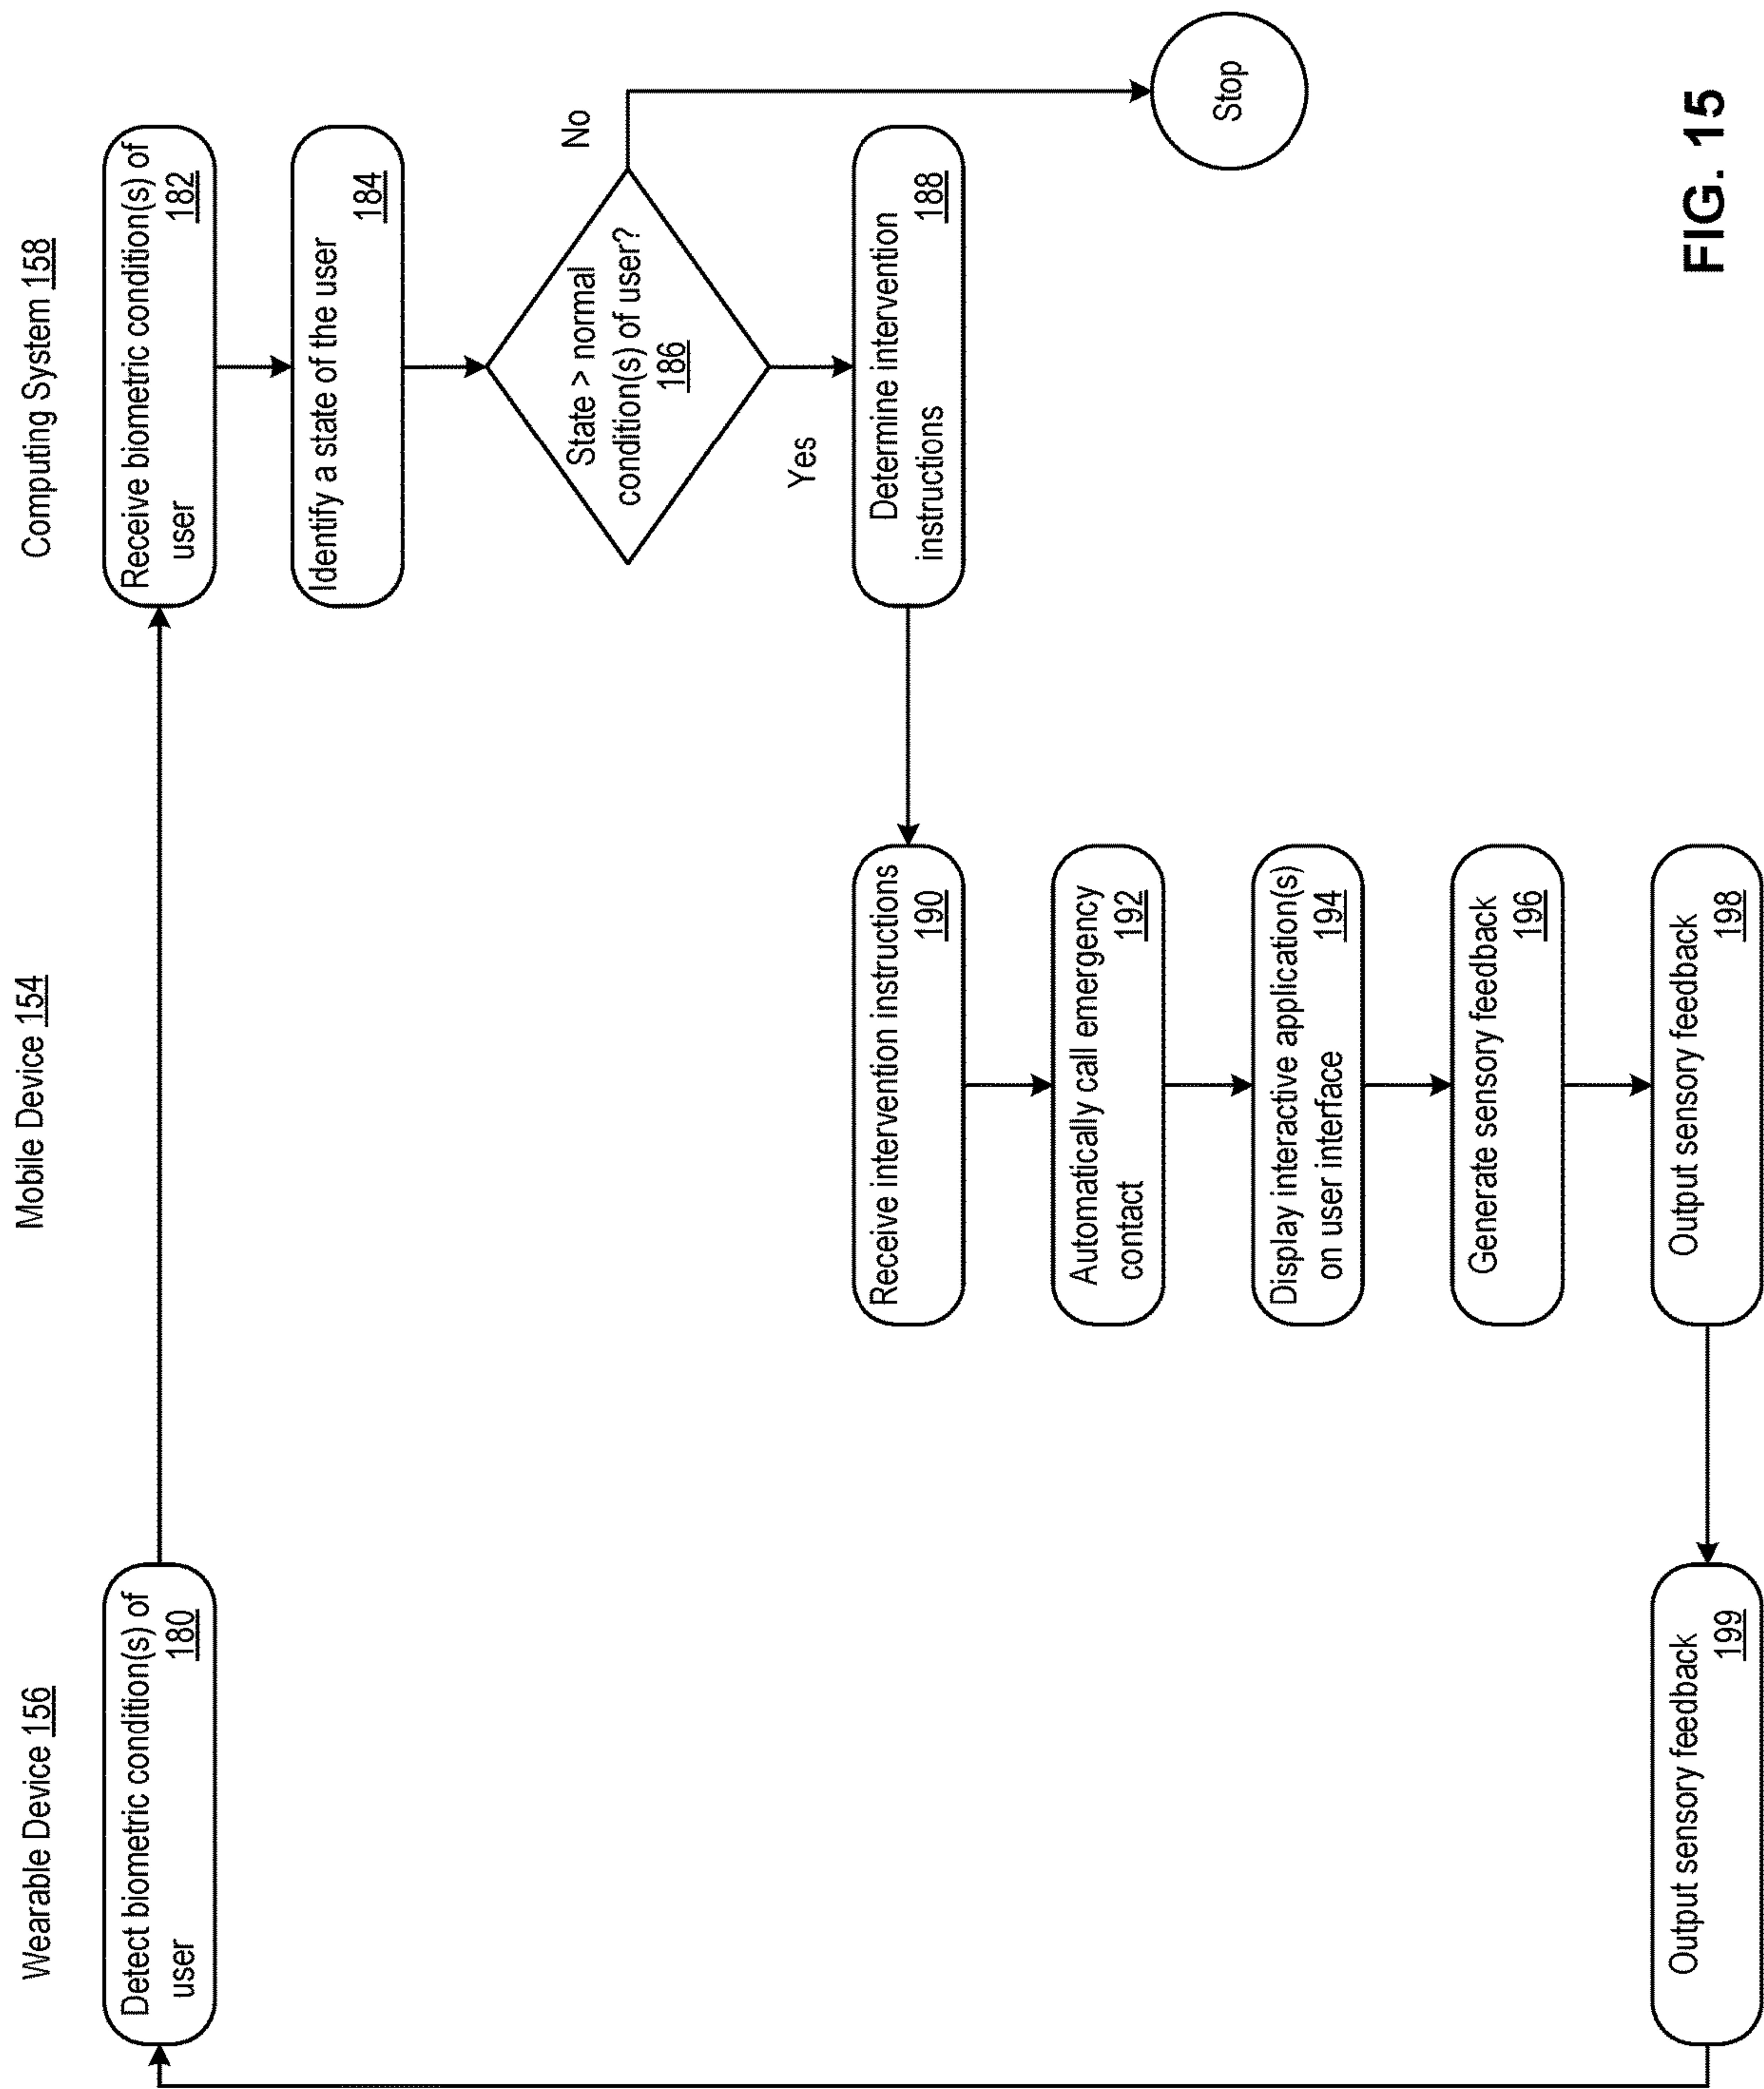 Wearable Device 156
Mobile Device 154
Computing System 158
Detect biometric condition(s) of
user
180
Receive biometric condition(s) of
user
182
Identify a state of the user
184
State > normal
condition(s) of user?
186
No
Yes
Determine intervention
instructions
188
Receive intervention instructions
190
Automatically call emergency
contact
192
Display interactive application(s)
on user interface
194
Generate sensory feedback
196
Output sensory feedback
198
Output sensory feedback
199
Stop
FIG. 15